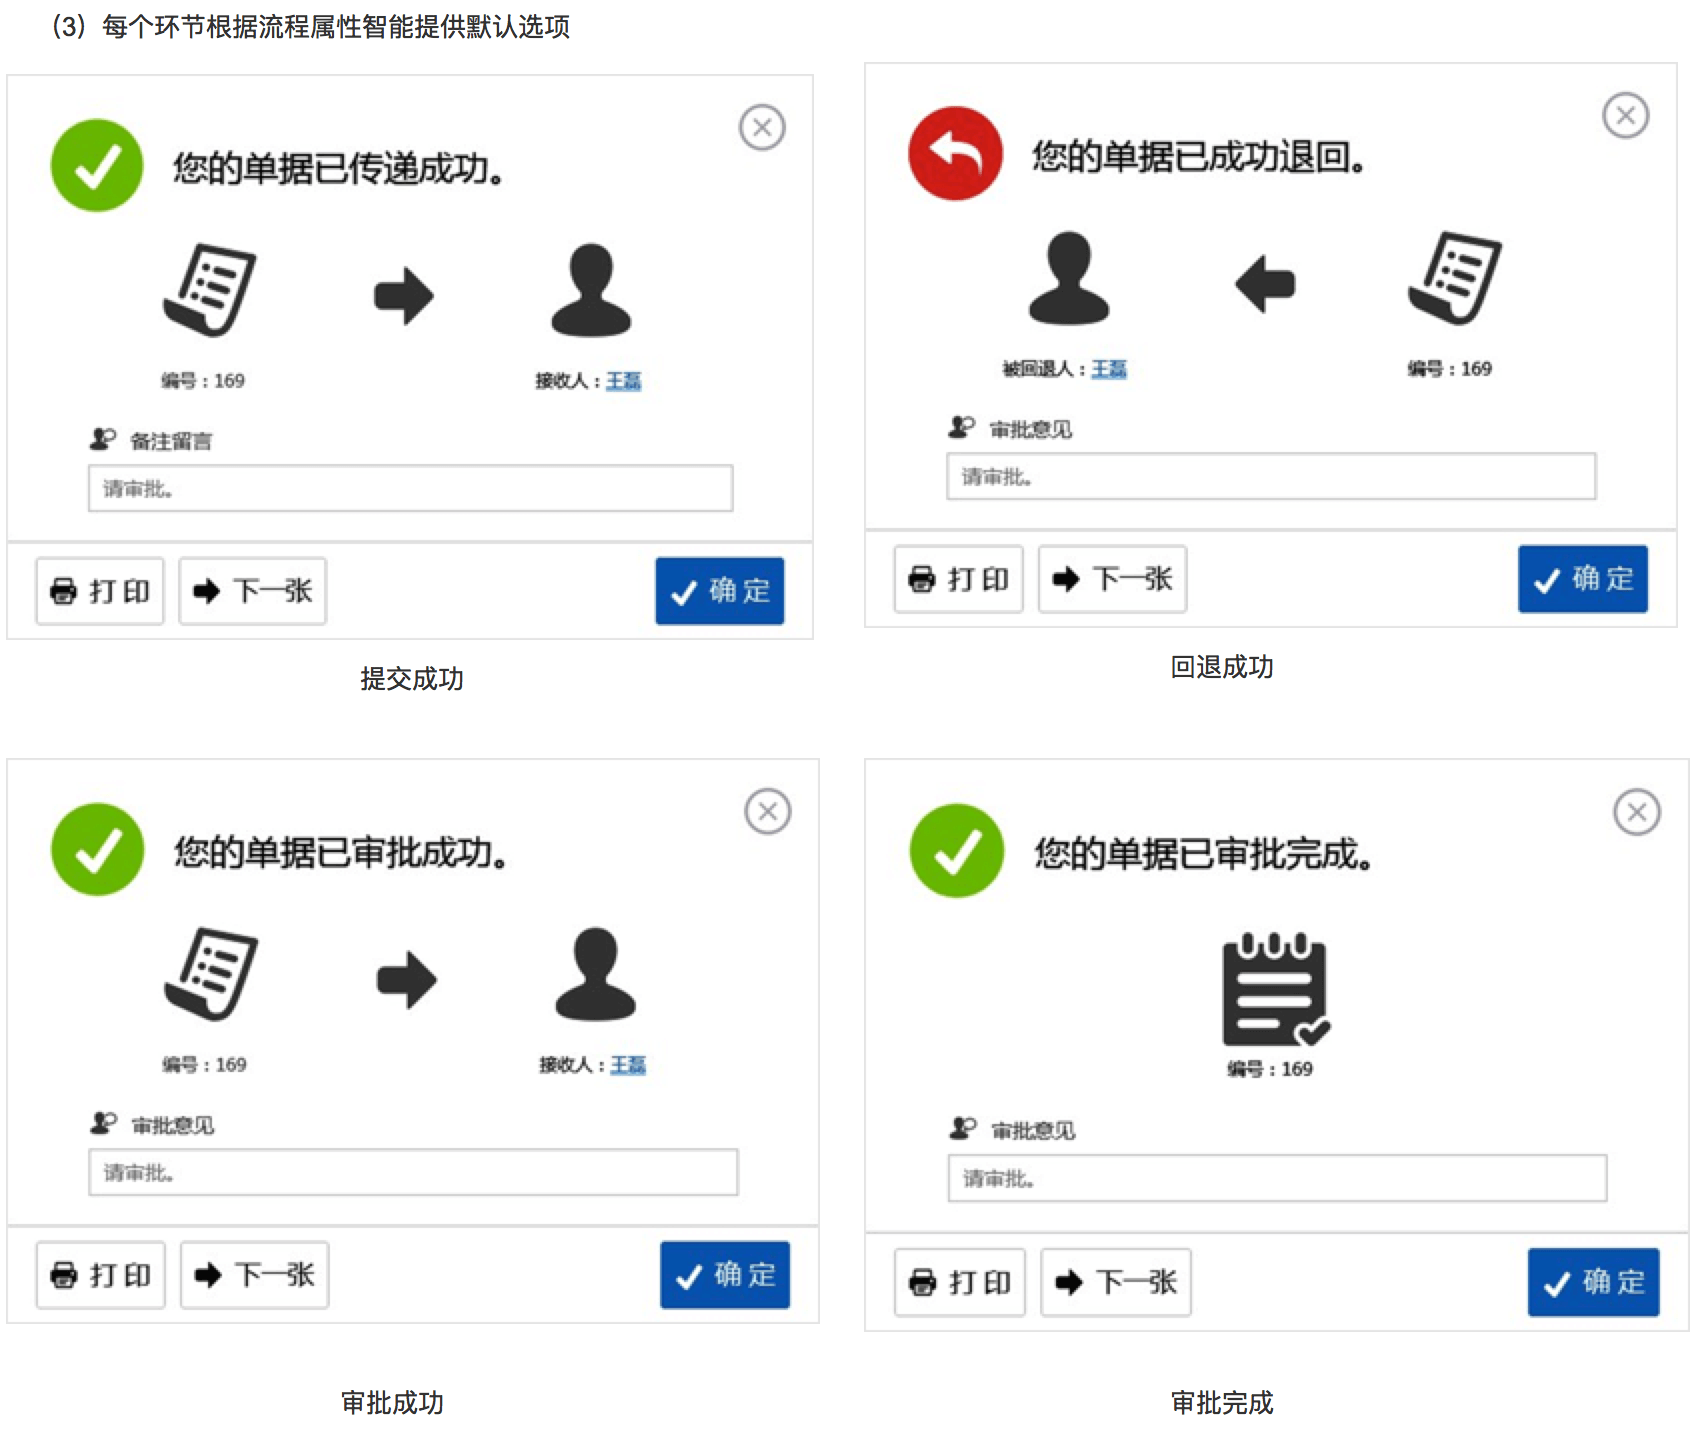 （3）每个环节根据流程属性智能提供默认选项
您的单据已传递成功。
编号：169
接收人：王磊
备注留言
请审批。
打印
下一张
确定
提交成功
您的单据已成功退回。
被回退人：王磊
编号：169
审批意见
请审批。
打印
下一张
确定
回退成功
您的单据已审批成功。
编号：169
接收人：王磊
审批意见
请审批。
打印
下一张
确定
审批成功
您的单据已审批完成。
编号：169
审批意见
请审批。
打印
下一张
确定
审批完成